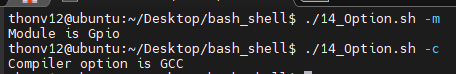 thonv12@ubuntu:~/Desktop/bash_shell$ ./14_Option.sh -m
Module is Gpio
thonv12@ubuntu:~/Desktop/bash_shell$ ./14_Option.sh -c
Compiler option is GCC